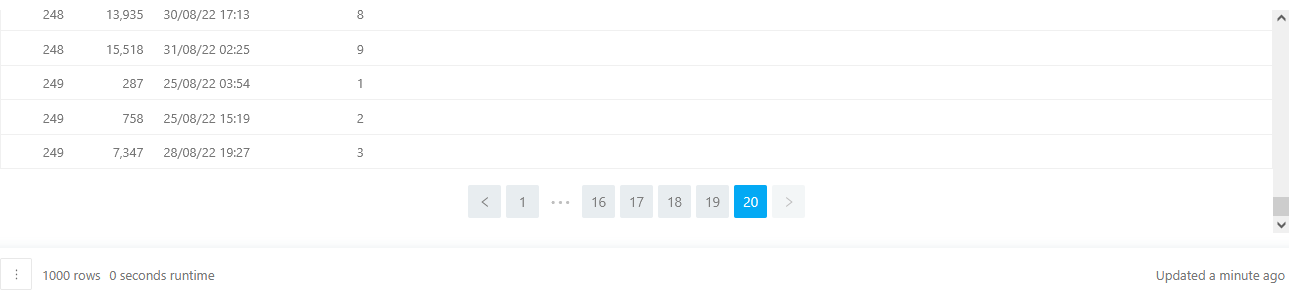 248 13,935 30/08/22 17:13 8
248 15,518 31/08/22 02:25 9
249 287 25/08/22 03:54 1
249 758 25/08/22 15:19 2
249 7,347 28/08/22 19:27 3
< 1 ••• 16 17 18 19 20 >
1000 rows 0 seconds runtime Updated a minute ago